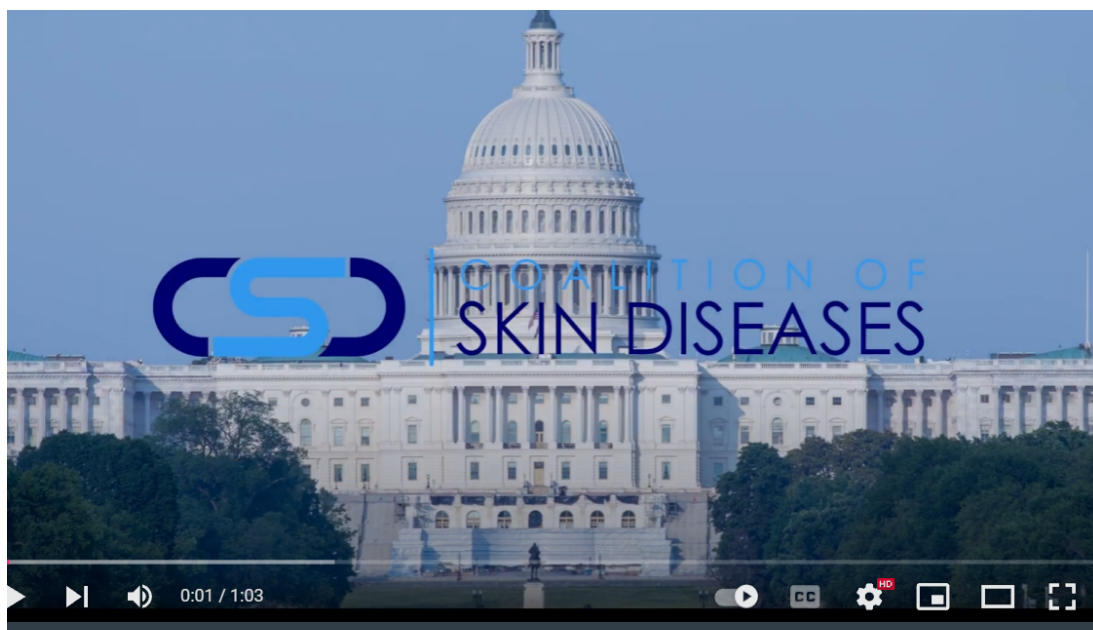 CSD
COALITION OF
SKIN DISEASES
0:01 / 1:03
CC
HD